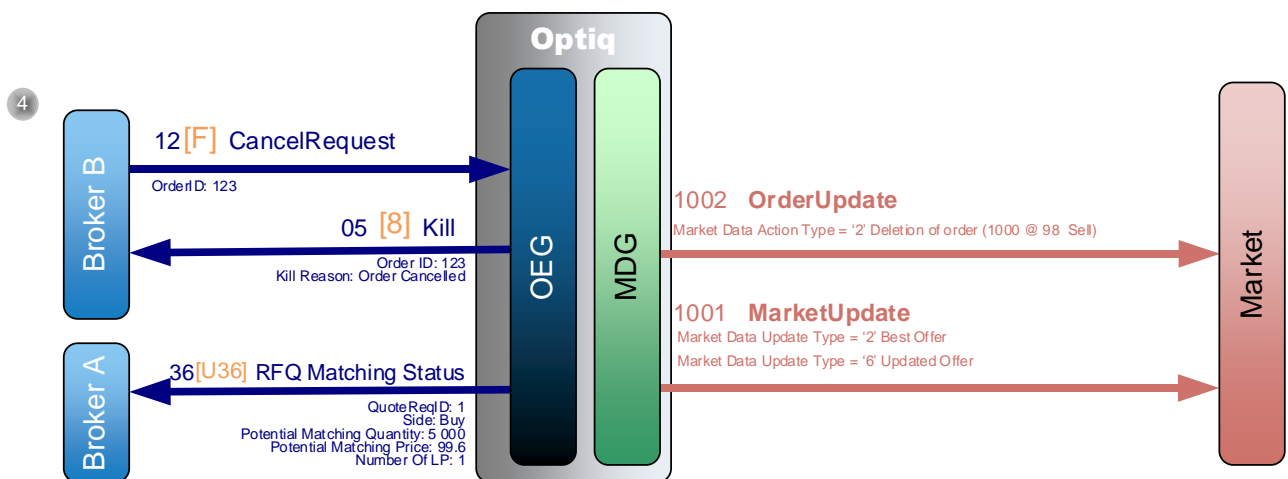 Optiq
4
Broker B
12 [F] CancelRequest
OrderID: 123
05 [8] Kill
Order ID: 123
Kill Reason: Order Cancelled
Broker A
36 [U36] RFQ Matching Status
QuoteReqID: 1
Side: Buy
Potential Matching Quantity: 5 000
Potential Matching Price: 99.6
Number Of LP: 1
OEG
MDG
1002 OrderUpdate
Market Data Action Type = ‘2’ Deletion of order (1000 @ 98 Sell)
1001 MarketUpdate
Market Data Update Type = ‘2’ Best Offer
Market Data Update Type = ‘6’ Updated Offer
Market